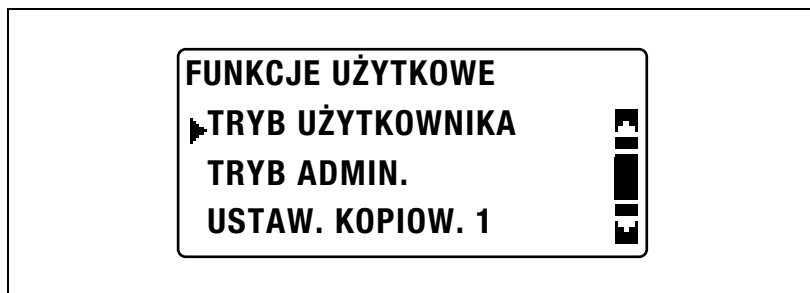 FUNKCJE UŻYTKOWE
TRYB UŻYTKOWNIKA
TRYB ADMIN.
USTAW. KOPIOW. 1